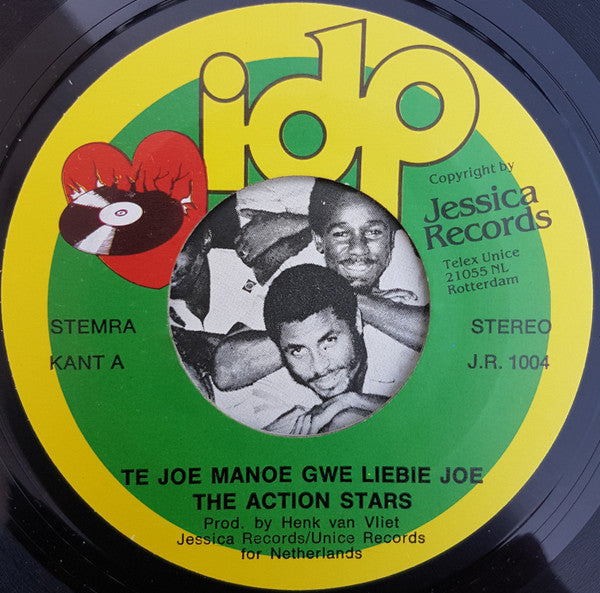 idp
Copyright by
Jessica
Records
Telex Unice
21055 NL
Rotterdam
STEMRA
STEREO
KANT A
J.R. 1004
TE JOE MANOE GWE LIEBIE JOE
THE ACTION STARS
Prod. by Henk van Vliet
Jessica Records/Unice Records
for Netherlands